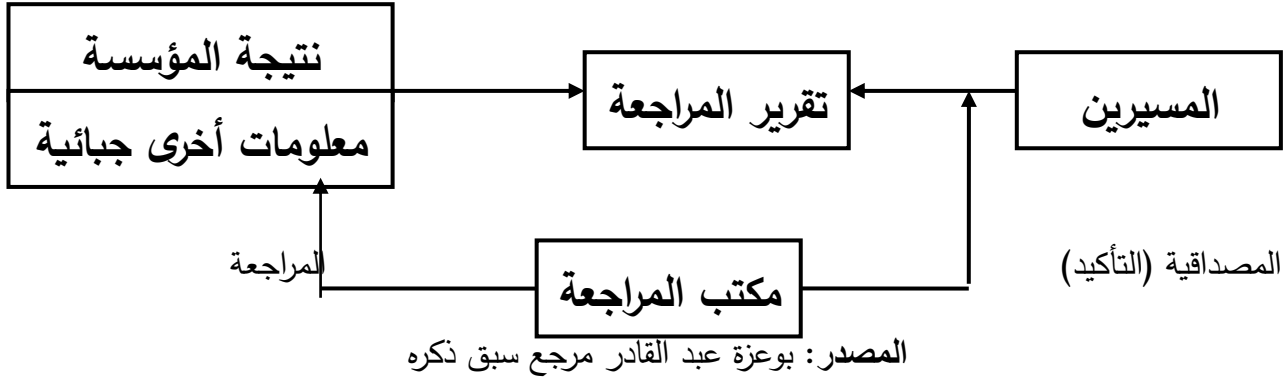 نتيجة المؤسسة
معلومات أخرى جبائية
تقرير المراجعة
المسيرين
المصداقية (التأكيد)
المراجعة
مكتب المراجعة
المصدر: بوعزة عبد القادر مرجع سبق ذكره